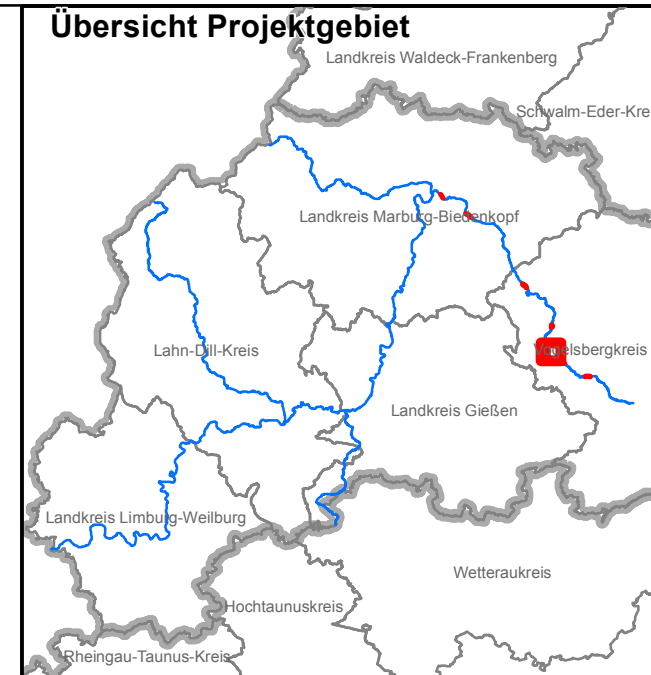 Übersicht Projektgebiet
Landkreis Waldeck-Frankenberg
Schwalm-Eder-Kre
Landkreis Marburg-Biedenkopf
Lahn-Dill-Kreis
Vogelsbergkreis
Landkreis Gießen
Landkreis Limburg-Weilburg
Wetteraukreis
Hochtaunuskreis
Rheingau-Taunus-Kreis